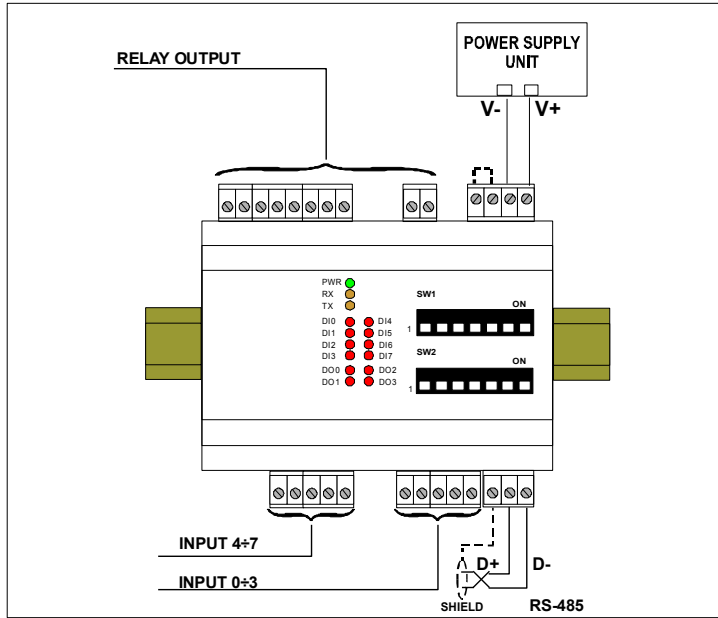 POWER SUPPLY
UNIT
RELAY OUTPUT
V-
V+
PWR
RX
TX
SW1
ON
DI0
DI4
DI1
DI5
1
DI2
DI6
SW2
DI3
DI7
ON
DO0
DO2
DO1
DO3
1
INPUT 4÷7
D+
D-
INPUT 0÷3
SHIELD
RS-485